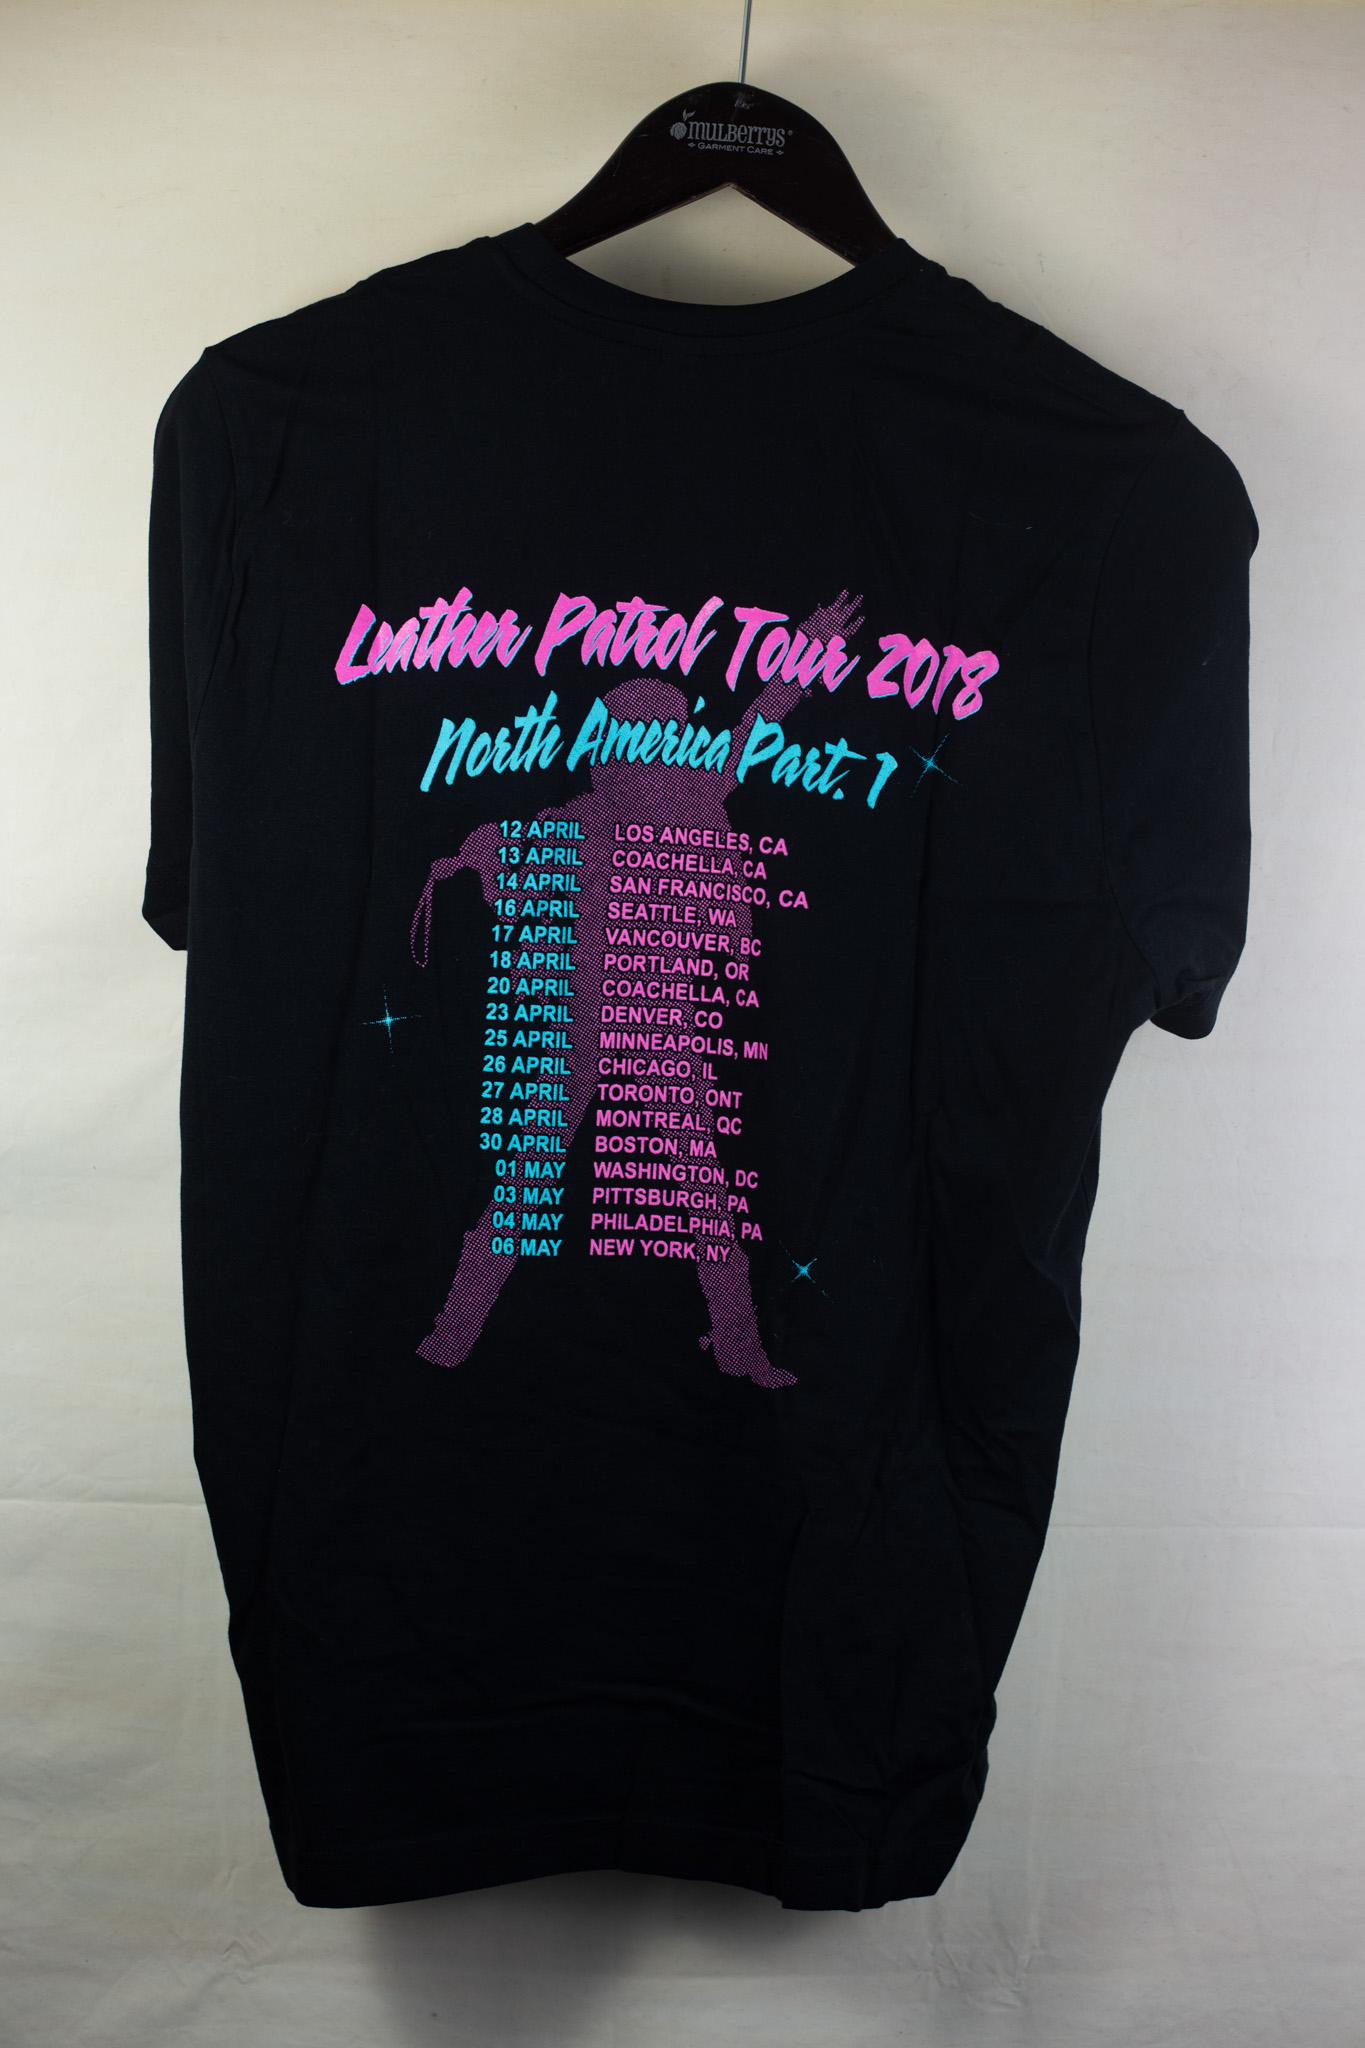 mulberrys®
Garment Care
Leather Patrol Tour 2018
North America Part. 1
12 APRIL LOS ANGELES, CA
13 APRIL COACHELLA, CA
14 APRIL SAN FRANCISCO, CA
16 APRIL SEATTLE, WA
17 APRIL VANCOUVER, BC
18 APRIL PORTLAND, OR
20 APRIL COACHELLA, CA
23 APRIL DENVER, CO
25 APRIL MINNEAPOLIS, MN
26 APRIL CHICAGO, IL
27 APRIL TORONTO, ONT
28 APRIL MONTREAL, QC
30 APRIL BOSTON, MA
01 MAY WASHINGTON, DC
03 MAY PITTSBURGH, PA
04 MAY PHILADELPHIA, PA
06 MAY NEW YORK, NY